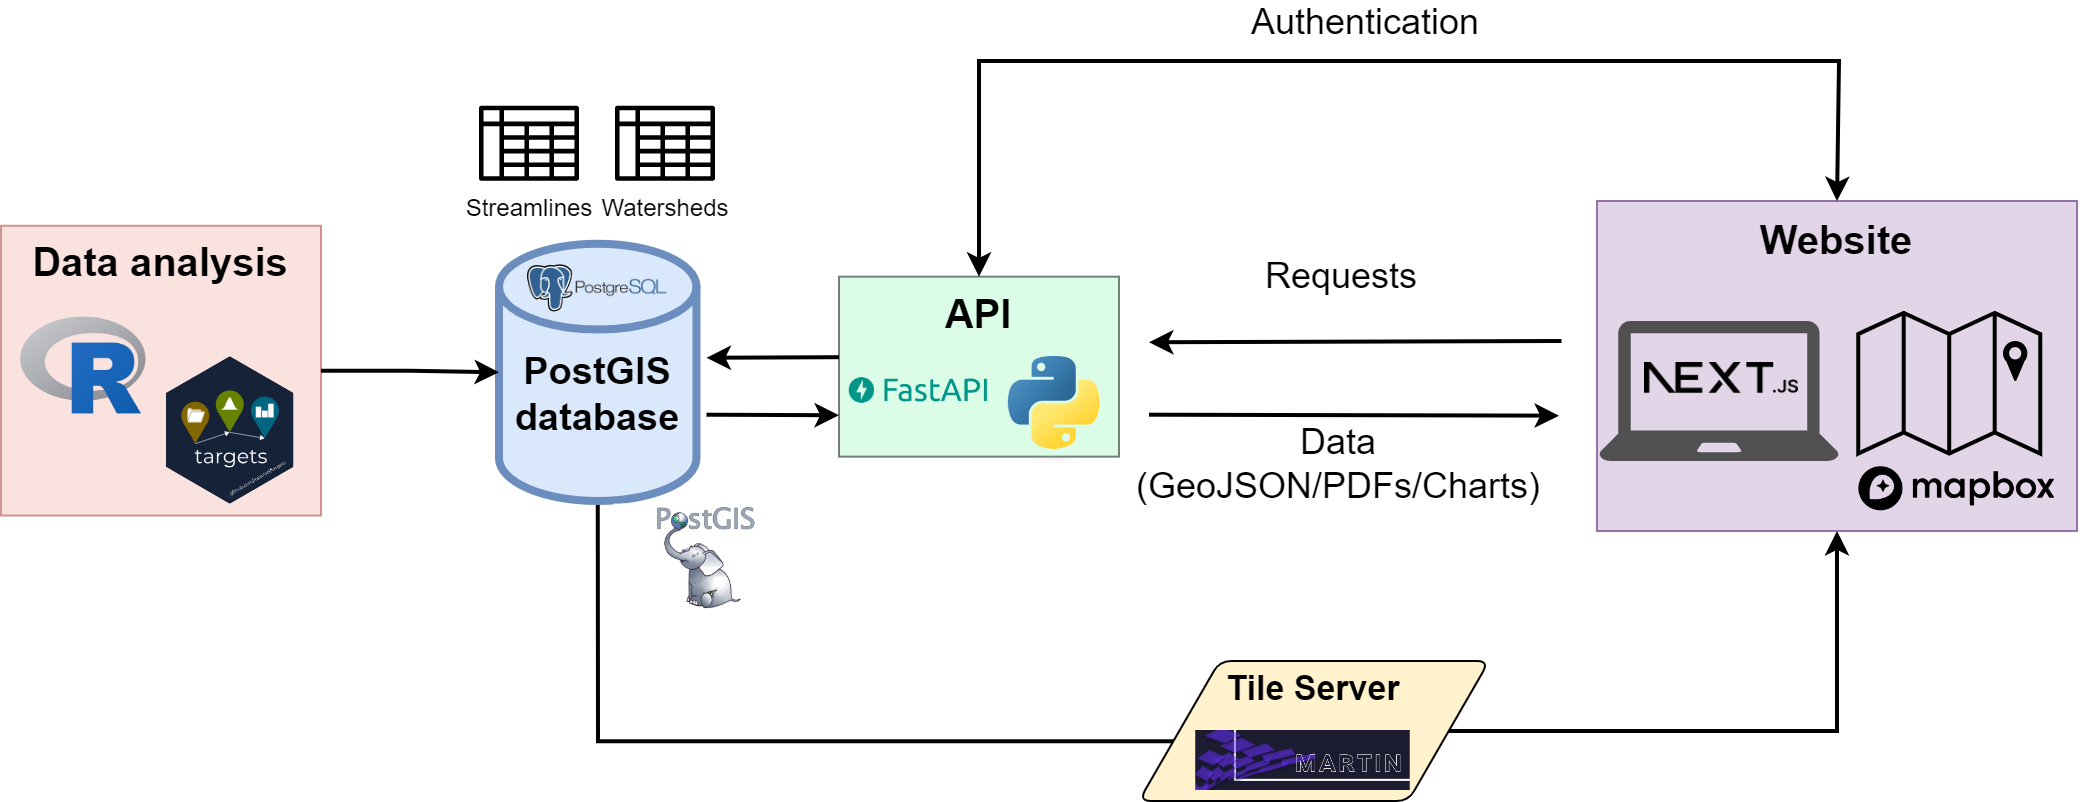 Authentication
Streamlines
Watersheds
Data analysis
R
targets
PostgreSQL
PostGIS
database
PostGIS
API
FastAPI
Requests
Data
(GeoJSON/PDFs/Charts)
Website
NEXT.JS
mapbox
Tile Server
MARTIN